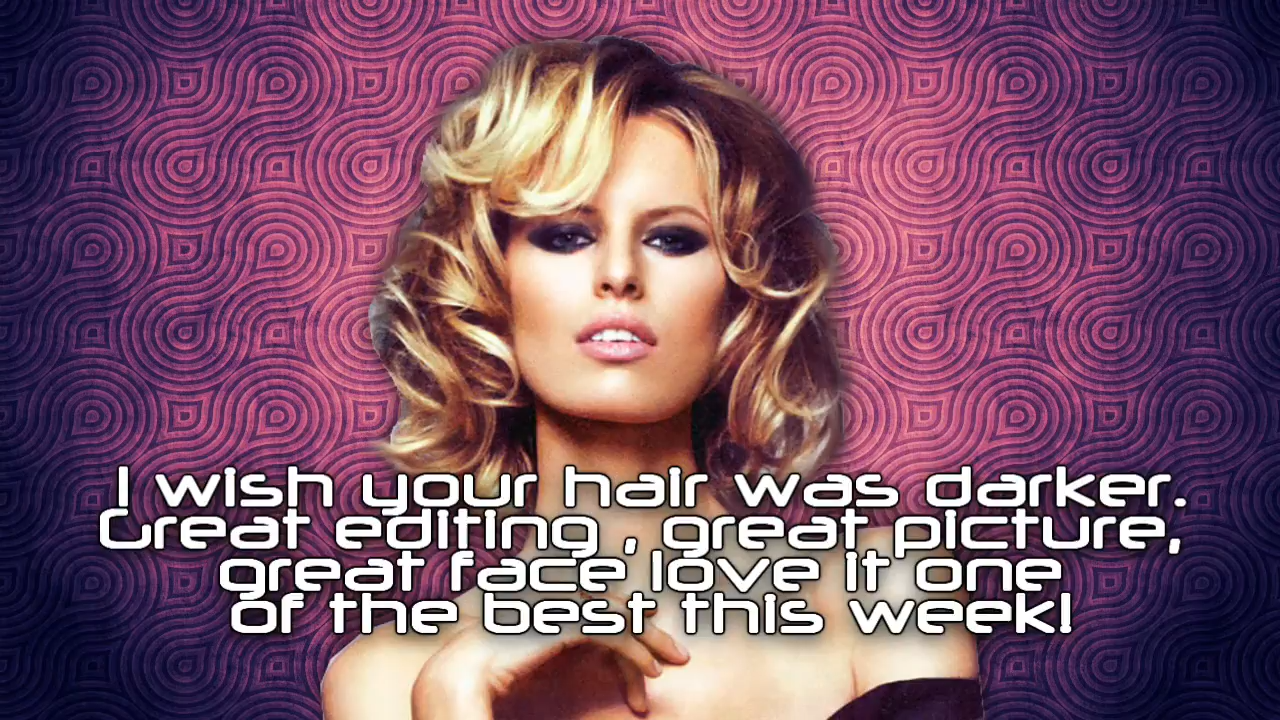 I wish your hair was darker.
Great editing , great picture,
great face love it one
of the best this week!